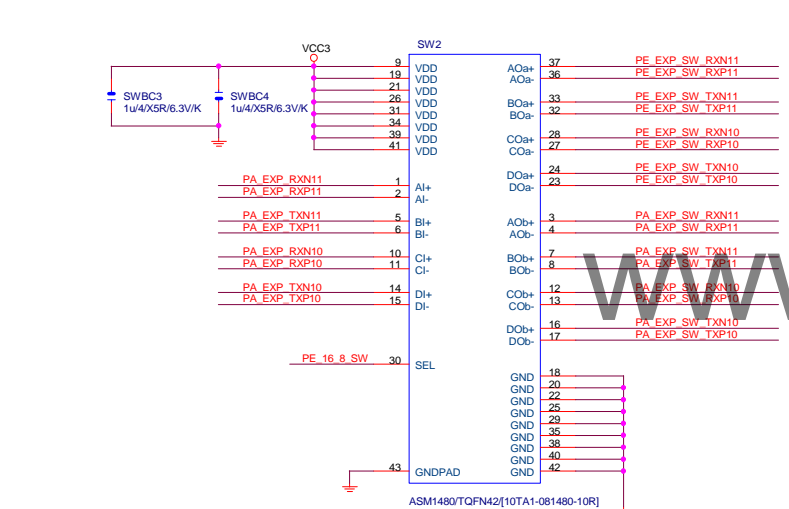 SW2
VCC3
9 VDD
19 VDD
21 VDD
26 VDD
31 VDD
34 VDD
39 VDD
41 VDD
SWBC3
1u/4/X5R/6.3V/K
SWBC4
1u/4/X5R/6.3V/K
PA_EXP_RXN11 1 AI+
PA_EXP_RXP11 2 AI-
PA_EXP_TXN11 5 BI+
PA_EXP_TXP11 6 BI-
PA_EXP_RXN10 10 CI+
PA_EXP_RXP10 11 CI-
PA_EXP_TXN10 14 DI+
PA_EXP_TXP10 15 DI-
PE_16_8_SW 30 SEL
43 GNDPAD
AOa+ 37 PE_EXP_SW_RXN11
AOa- 36 PE_EXP_SW_RXP11
BOa+ 33 PE_EXP_SW_TXN11
BOa- 32 PE_EXP_SW_TXP11
COa+ 28 PE_EXP_SW_RXN10
COa- 27 PE_EXP_SW_RXP10
DOa+ 24 PE_EXP_SW_TXN10
DOa- 23 PE_EXP_SW_TXP10
AOb+ 3 PA_EXP_SW_RXN11
AOb- 4 PA_EXP_SW_RXP11
BOb+ 7 PA_EXP_SW_TXN11
BOb- 8 PA_EXP_SW_TXP11
COb+ 12 PA_EXP_SW_RXN10
COb- 13 PA_EXP_SW_RXP10
DOb+ 16 PA_EXP_SW_TXN10
DOb- 17 PA_EXP_SW_TXP10
GND 18
GND 20
GND 22
GND 25
GND 29
GND 35
GND 38
GND 40
GND 42
ASM1480/TQFN42/[10TA1-081480-10R]